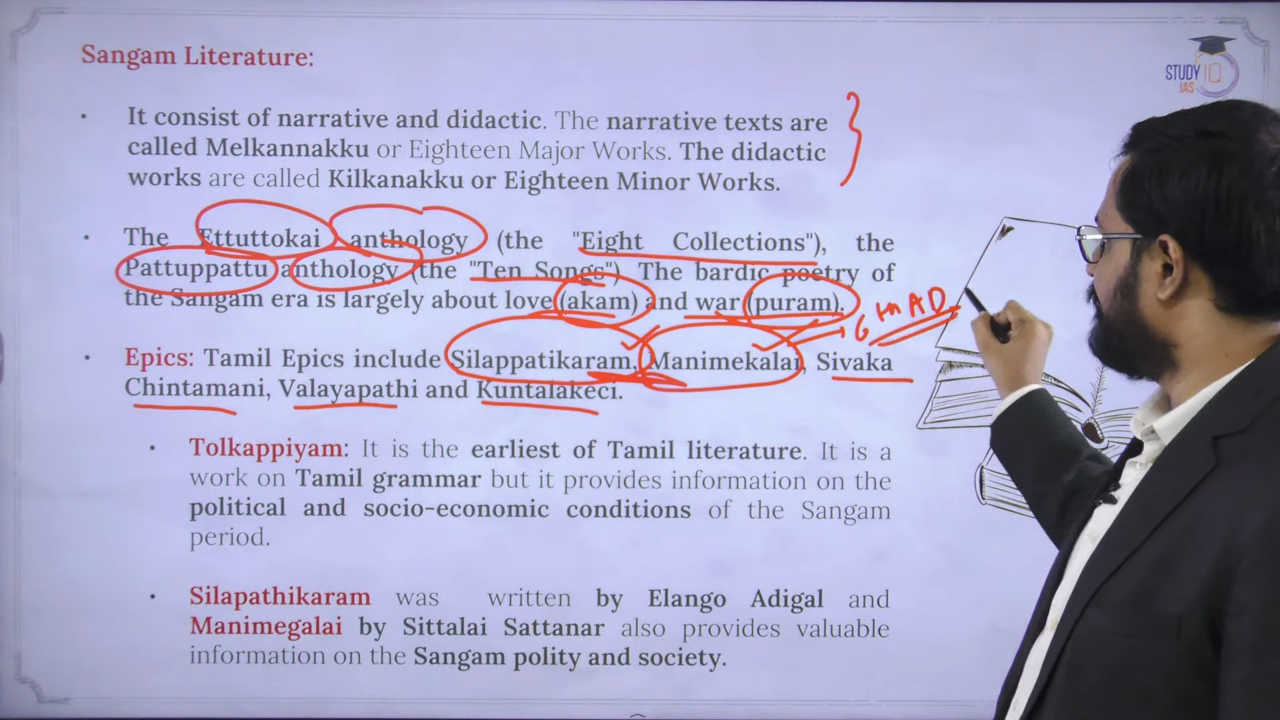 Sangam Literature:
STUDY IQ
IAS
• It consist of narrative and didactic. The narrative texts are
called Melkannakku or Eighteen Major Works. The didactic
works are called Kilkanakku or Eighteen Minor Works.
• The Ettuttokai anthology (the "Eight Collections"), the
Pattuppattu anthology (the "Ten Songs"). The bardic poetry of
the Sangam era is largely about love (akam) and war (puram).
6th AD
• Epics: Tamil Epics include Silappatikaram, Manimekalai, Sivaka
Chintamani, Valayapathi and Kuntalakeci.
• Tolkappiyam: It is the earliest of Tamil literature. It is a
work on Tamil grammar but it provides information on the
political and socio-economic conditions of the Sangam
period.
• Silapathikaram was written by Elango Adigal and
Manimegalai by Sittalai Sattanar also provides valuable
information on the Sangam polity and society.